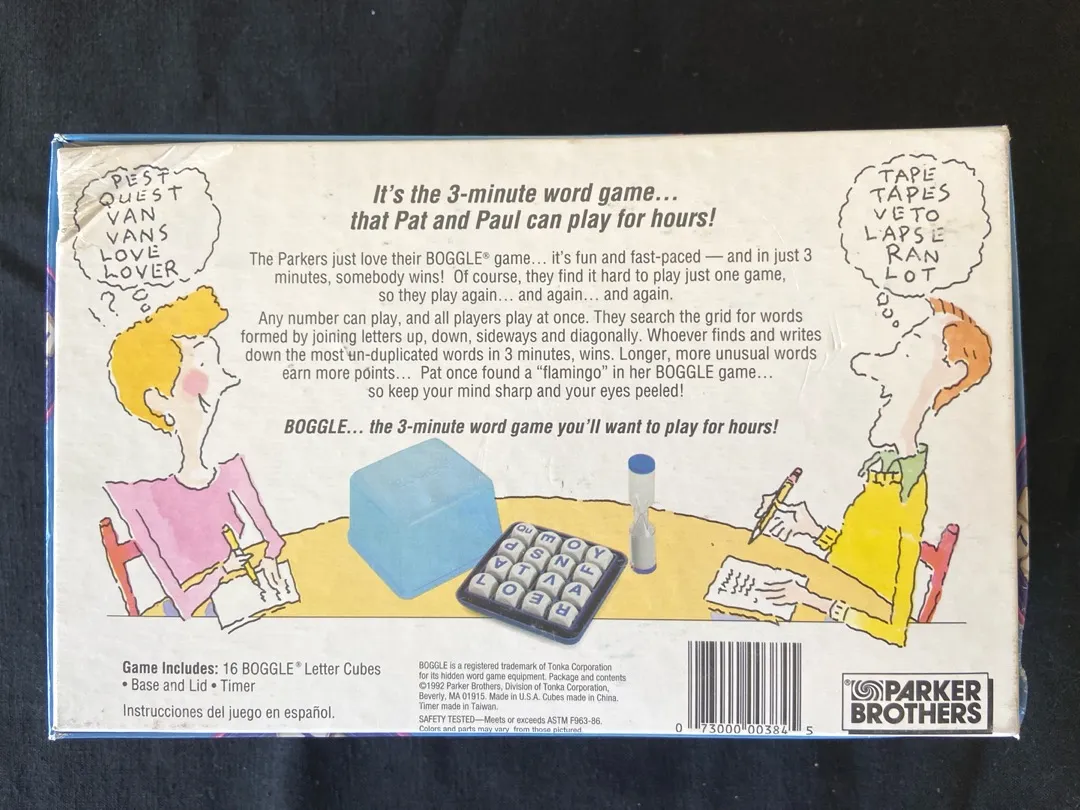 PEST
QUEST
VAN
VANS
LOVE
LOVER
?
TAPE
TAPES
VETO
LAPSE
RAN
LOT
It's the 3-minute word game...
that Pat and Paul can play for hours!
The Parkers just love their BOGGLE® game... it's fun and fast-paced — and in just 3
minutes, somebody wins! Of course, they find it hard to play just one game,
so they play again... and again... and again.
Any number can play, and all players play at once. They search the grid for words
formed by joining letters up, down, sideways and diagonally. Whoever finds and writes
down the most un-duplicated words in 3 minutes, wins. Longer, more unusual words
earn more points... Pat once found a "flamingo" in her BOGGLE game...
so keep your mind sharp and your eyes peeled!
BOGGLE... the 3-minute word game you'll want to play for hours!
QU E O Y
P S N F
A T V A
L O E R
Game Includes: 16 BOGGLE® Letter Cubes
• Base and Lid • Timer
Instrucciones del juego en español.
BOGGLE is a registered trademark of Tonka Corporation
for its hidden word game equipment. Package and contents
©1992 Parker Brothers, Division of Tonka Corporation,
Beverly, MA 01915. Made in U.S.A. Cubes made in China.
Timer made in Taiwan.
SAFETY TESTED—Meets or exceeds ASTM F963-86.
Colors and parts may vary from those pictured.
0 73000 00384 5
®PARKER
BROTHERS